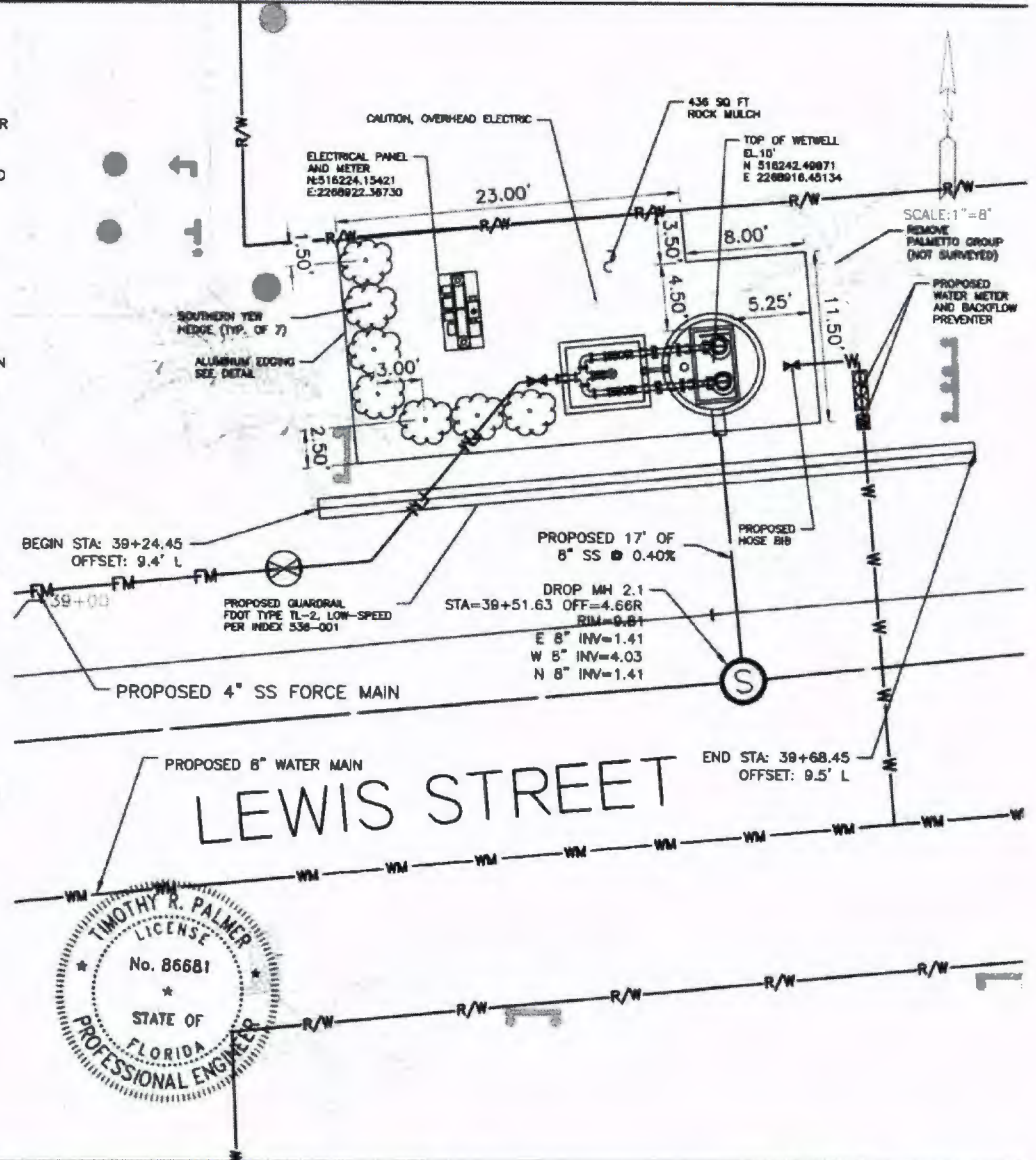 R/W
CAUTION, OVERHEAD ELECTRIC
436 SQ FT
ROCK MULCH
ELECTRICAL PANEL
AND METER
N:516224.15421
E:2268922.36730
TOP OF WETWELL
EL.10'
N 516242.49871
E 2268916.45134
N
23.00'
R/W
R/W
R/W
R/W
R/W
SCALE:1"=8'
REMOVE
PALMETTO GROUP
(NOT SURVEYED)
1.50'
3.50'
8.00'
4.50'
5.25'
11.50'
PROPOSED
WATER METER
AND BACKFLOW
PREVENTER
SOUTHERN YEW
HEDGE (TYP. OF 7)
ALUMINUM EDGING
SEE DETAIL
3.00'
2.50'
W
BEGIN STA: 39+24.45
OFFSET: 9.4' L
PROPOSED 17' OF
8" SS @ 0.40%
PROPOSED
HOSE BIB
W
FM
FM
FM
39+00
PROPOSED GUARDRAIL
FDOT TYPE TL-2, LOW-SPEED
PER INDEX 536-001
DROP MH 2.1
STA=39+51.63 OFF=4.66R
RIM=9.81
E 8" INV=1.41
W 8" INV=4.03
N 8" INV=1.41
W
W
W
S
PROPOSED 4" SS FORCE MAIN
W
PROPOSED 8" WATER MAIN
END STA: 39+68.45
OFFSET: 9.5' L
W
LEWIS STREET
WM
WM
WM
WM
WM
WM
WM
WM
WM
WM
TIMOTHY R. PALMER
LICENSE
No. 86681
STATE OF
FLORIDA
PROFESSIONAL ENGINEER
R/W
R/W
R/W
R/W
R/W